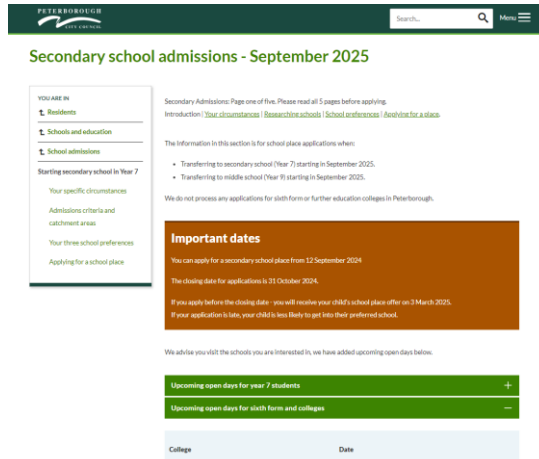 PETERBOROUGH
CITY COUNCIL
Search...
Menu
Secondary school admissions - September 2025
YOU ARE IN
Residents
Schools and education
School admissions
Starting secondary school in Year 7
Your specific circumstances
Admissions criteria and
catchment areas
Your three school preferences
Applying for a school place
Secondary Admissions: Page one of five. Please read all 5 pages before applying.
Introduction | Your circumstances | Researching schools | School preferences | Applying for a place.
The Information in this section is for school place applications when:
Transferring to secondary school (Year 7) starting in September 2025.
Transferring to middle school (Year 9) starting in September 2025.
We do not process any applications for sixth form or further education colleges in Peterborough.
Important dates
You can apply for a secondary school place from 12 September 2024
The closing date for applications is 31 October 2024.
If you apply before the closing date - you will receive your child's school place offer on 3 March 2025.
If your application is late, your child is less likely to get into their preferred school.
We advise you visit the schools you are interested in, we have added upcoming open days below.
Upcoming open days for year 7 students
Upcoming open days for sixth form and colleges
College Date